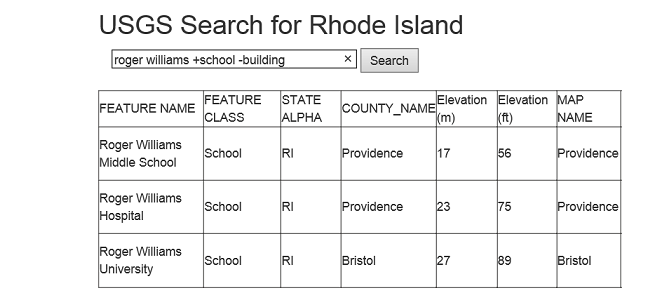 USGS Search for Rhode Island
roger williams +school -building × Search
FEATURE NAME FEATURE CLASS STATE ALPHA COUNTY_NAME Elevation (m) Elevation (ft) MAP NAME
Roger Williams Middle School School RI Providence 17 56 Providence
Roger Williams Hospital School RI Providence 23 75 Providence
Roger Williams University School RI Bristol 27 89 Bristol